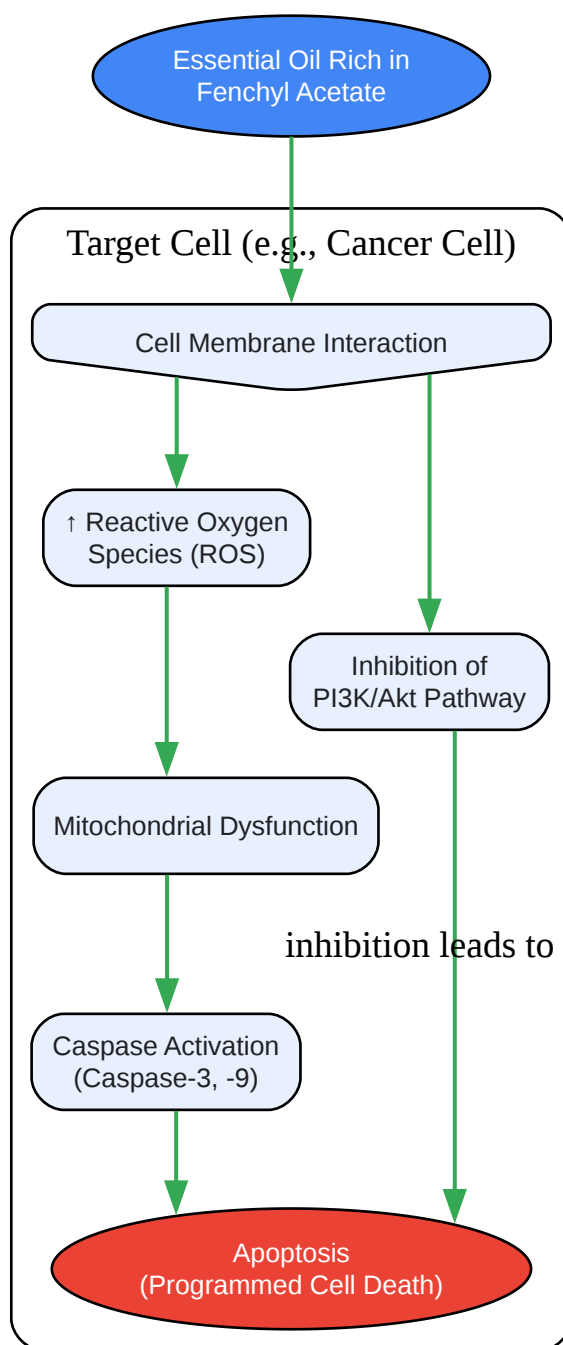 Essential Oil Rich in
Fenchyl Acetate
Target Cell (e.g., Cancer Cell)
Cell Membrane Interaction
↑ Reactive Oxygen
Species (ROS)
Inhibition of
PI3K/Akt Pathway
Mitochondrial Dysfunction
inhibition leads to
Caspase Activation
(Caspase-3, -9)
Apoptosis
(Programmed Cell Death)